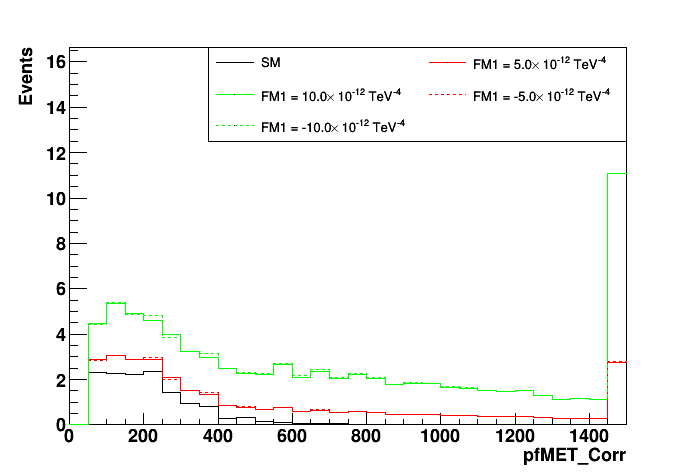 Events
16
14
12
10
8
6
4
2
0
SM
FM1 = 5.0× 10⁻¹² TeV⁻⁴
FM1 = 10.0× 10⁻¹² TeV⁻⁴
FM1 = -5.0× 10⁻¹² TeV⁻⁴
FM1 = -10.0× 10⁻¹² TeV⁻⁴
0 200 400 600 800 1000 1200 1400
pfMET_Corr